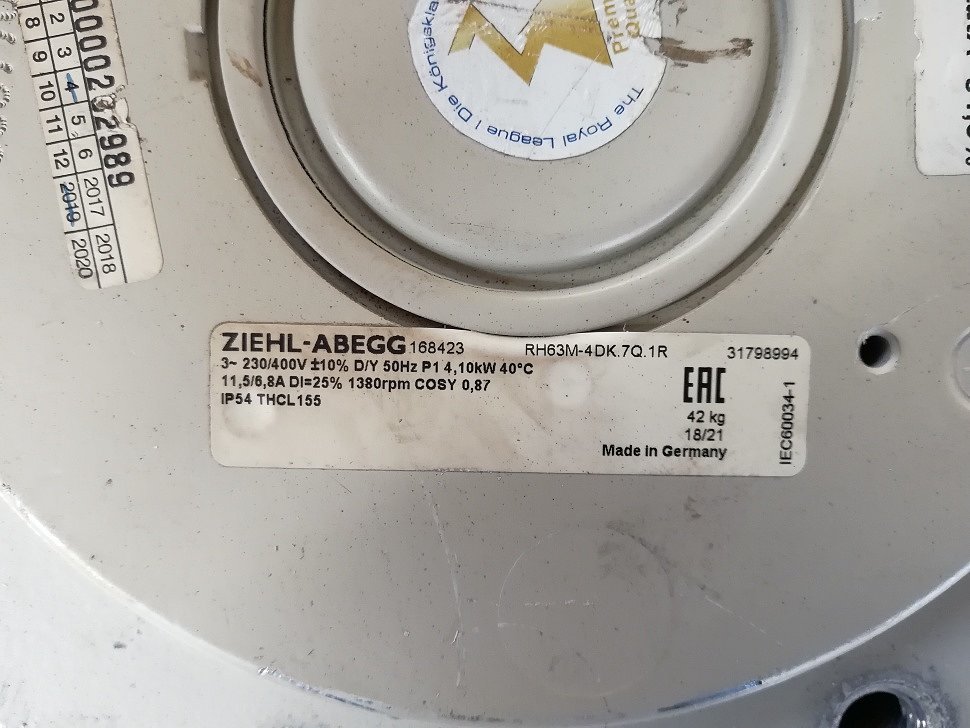 0000232989
2 3 4 5 6 2017 2018
8 9 10 11 12 2019 2020
The Royal League | Die Königskla
ZIEHL-ABEGG 168423 RH63M-4DK.7Q.1R 31798994
3~ 230/400V ±10% D/Y 50Hz P1 4,10kW 40°C
11,5/6,8A DI=25% 1380rpm COSY 0,87
IP54 THCL155
EAC
42 kg
18/21
Made in Germany
IEC60034-1